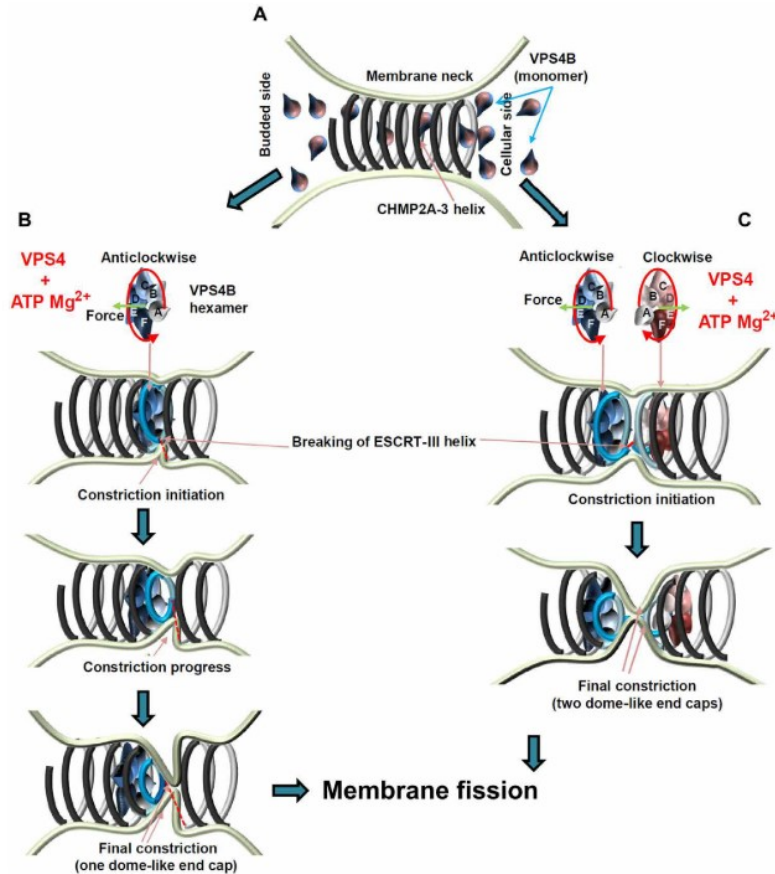 A
Membrane neck
VPS4B
(monomer)
Budded side
Cellular side
CHMP2A-3 helix
B
VPS4
+
ATP Mg²⁺
Anticlockwise
C
B
D
A
E
F
Force
VPS4B
hexamer
Constriction initiation
Constriction progress
Final constriction
(one dome-like end cap)
C
Anticlockwise
Clockwise
C
B
D
A
E
F
C
B
D
A
E
F
Force
VPS4
+
ATP Mg²⁺
Breaking of ESCRT-III helix
Constriction initiation
Final constriction
(two dome-like end caps)
Membrane fission